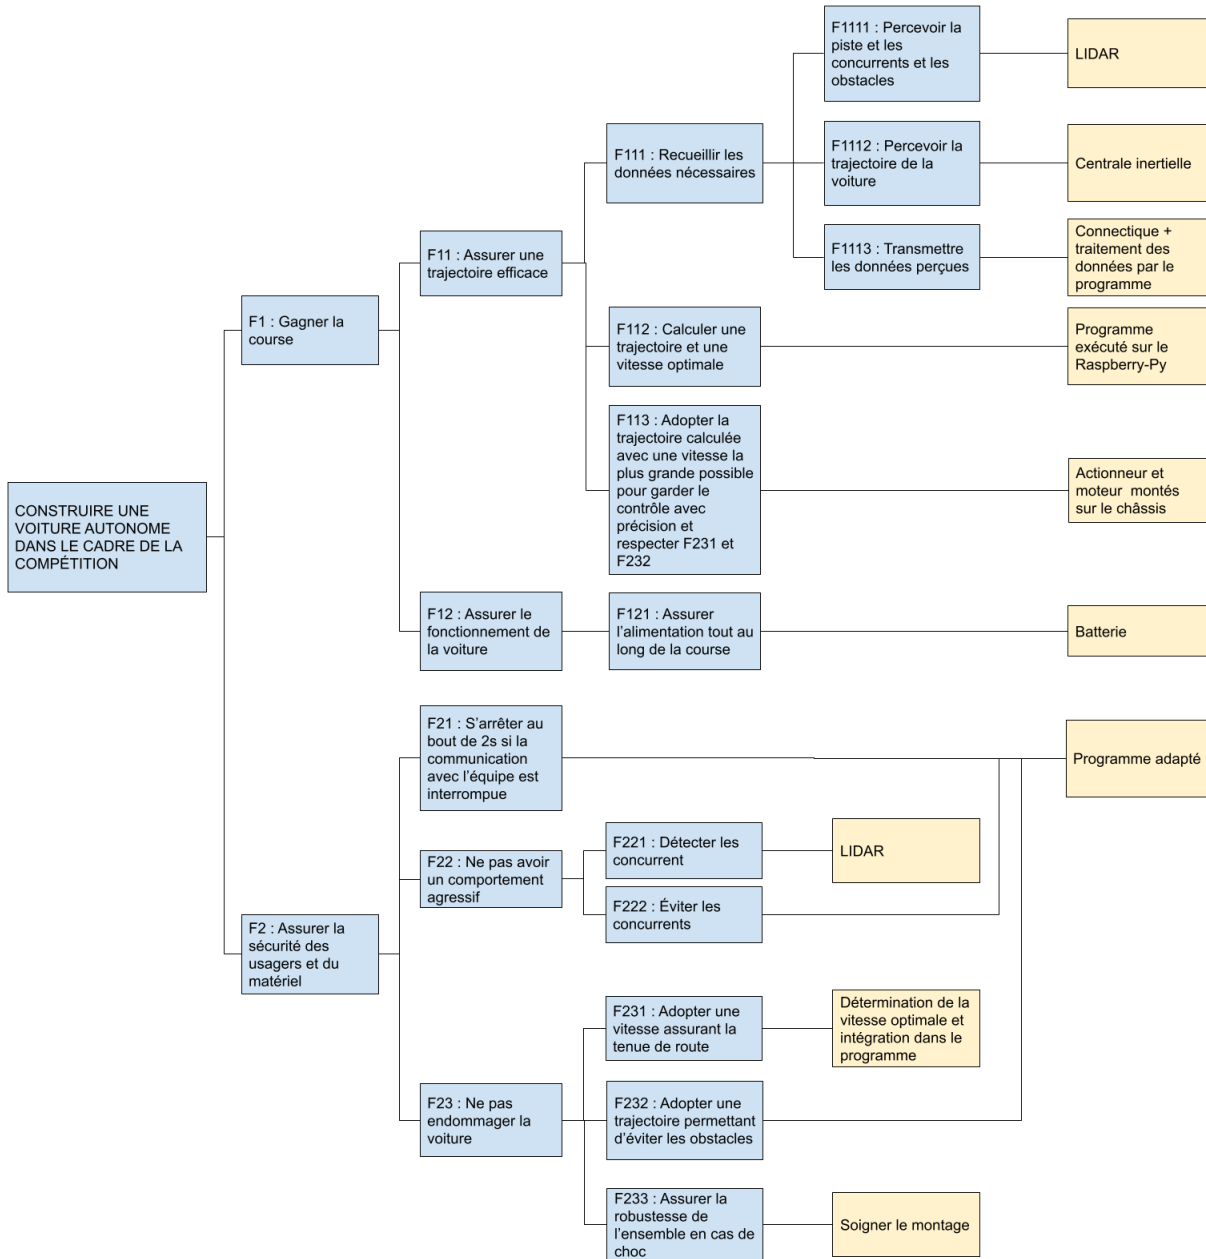 CONSTRUIRE UNE
VOITURE AUTONOME
DANS LE CADRE DE LA
COMPÉTITION
F1 : Gagner la
course
F11 : Assurer une
trajectoire efficace
F111 : Recueillir les
données nécessaires
F1111 : Percevoir la
piste et les
concurrents et les
obstacles
LIDAR
F1112 : Percevoir la
trajectoire de la
voiture
Centrale inertielle
F1113 : Transmettre
les données perçues
Connectique +
traitement des
données par le
programme
F112 : Calculer une
trajectoire et une
vitesse optimale
Programme
exécuté sur le
Raspberry-Py
F113 : Adopter la
trajectoire calculée
avec une vitesse la
plus grande possible
pour garder le
contrôle avec
précision et
respecter F231 et
F232
Actionneur et
moteur montés
sur le châssis
F12 : Assurer le
fonctionnement de
la voiture
F121 : Assurer
l'alimentation tout au
long de la course
Batterie
F2 : Assurer la
sécurité des
usagers et du
matériel
F21 : S'arrêter au
bout de 2s si la
communication
avec l'équipe est
interrompue
Programme adapté
F22 : Ne pas avoir
un comportement
agressif
F221 : Détecter les
concurrent
LIDAR
F222 : Éviter les
concurrents
F23 : Ne pas
endommager la
voiture
F231 : Adopter une
vitesse assurant la
tenue de route
Détermination de la
vitesse optimale et
intégration dans le
programme
F232 : Adopter une
trajectoire permettant
d'éviter les obstacles
F233 : Assurer la
robustesse de
l'ensemble en cas de
choc
Soigner le montage